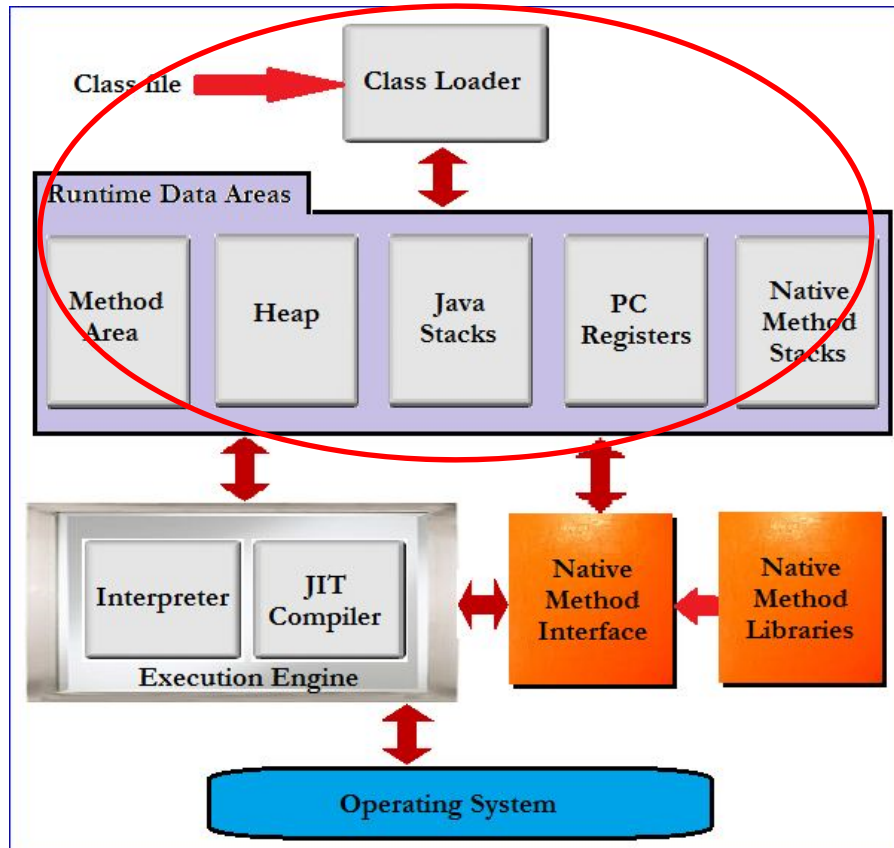 Class file
Class Loader
Runtime Data Areas
Method
Area
Heap
Java
Stacks
PC
Registers
Native
Method
Stacks
Interpreter
JIT
Compiler
Execution Engine
Native
Method
Interface
Native
Method
Libraries
Operating System